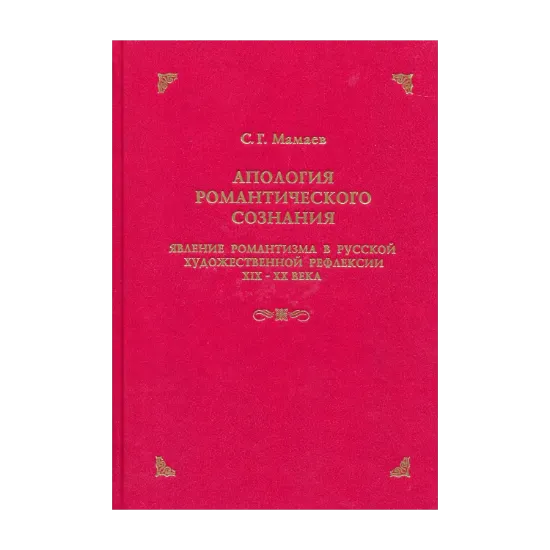 С. Г. Мамаев
АПОЛОГИЯ
РОМАНТИЧЕСКОГО
СОЗНАНИЯ
ЯВЛЕНИЕ РОМАНТИЗМА В РУССКОЙ
ХУДОЖЕСТВЕННОЙ РЕФЛЕКСИИ
XIX - XX ВЕКА